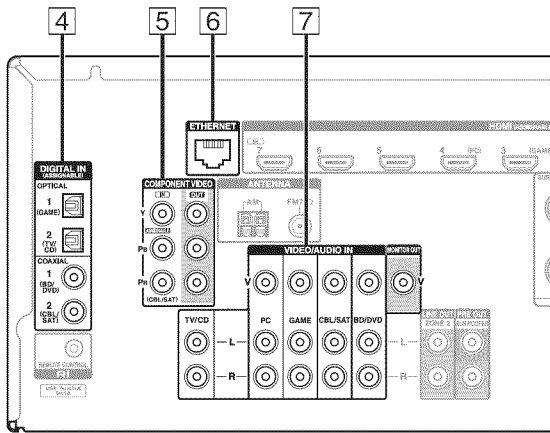 4 5 6 7
ETHERNET
HDMI
7 6 5 4 (PC) 3 (GAME
DIGITAL IN
(ASSIGNABLE)
OPTICAL
1
(GAME)
2
(TV/
CD)
COAXIAL
1
(BD/
DVD)
2
(CBL/
SAT)
REMOTE CONTROL
COMPONENT VIDEO
IN OUT
Y
PB
PR
(CBL/SAT)
ANTENNA
AM
VIDEO/AUDIO IN
MONITOR OUT
V V
TV/CD PC GAME CBL/SAT BD/DVD
L L
R R
LINE OUT PRE OUT
ZONE 2 SUBWOOFER